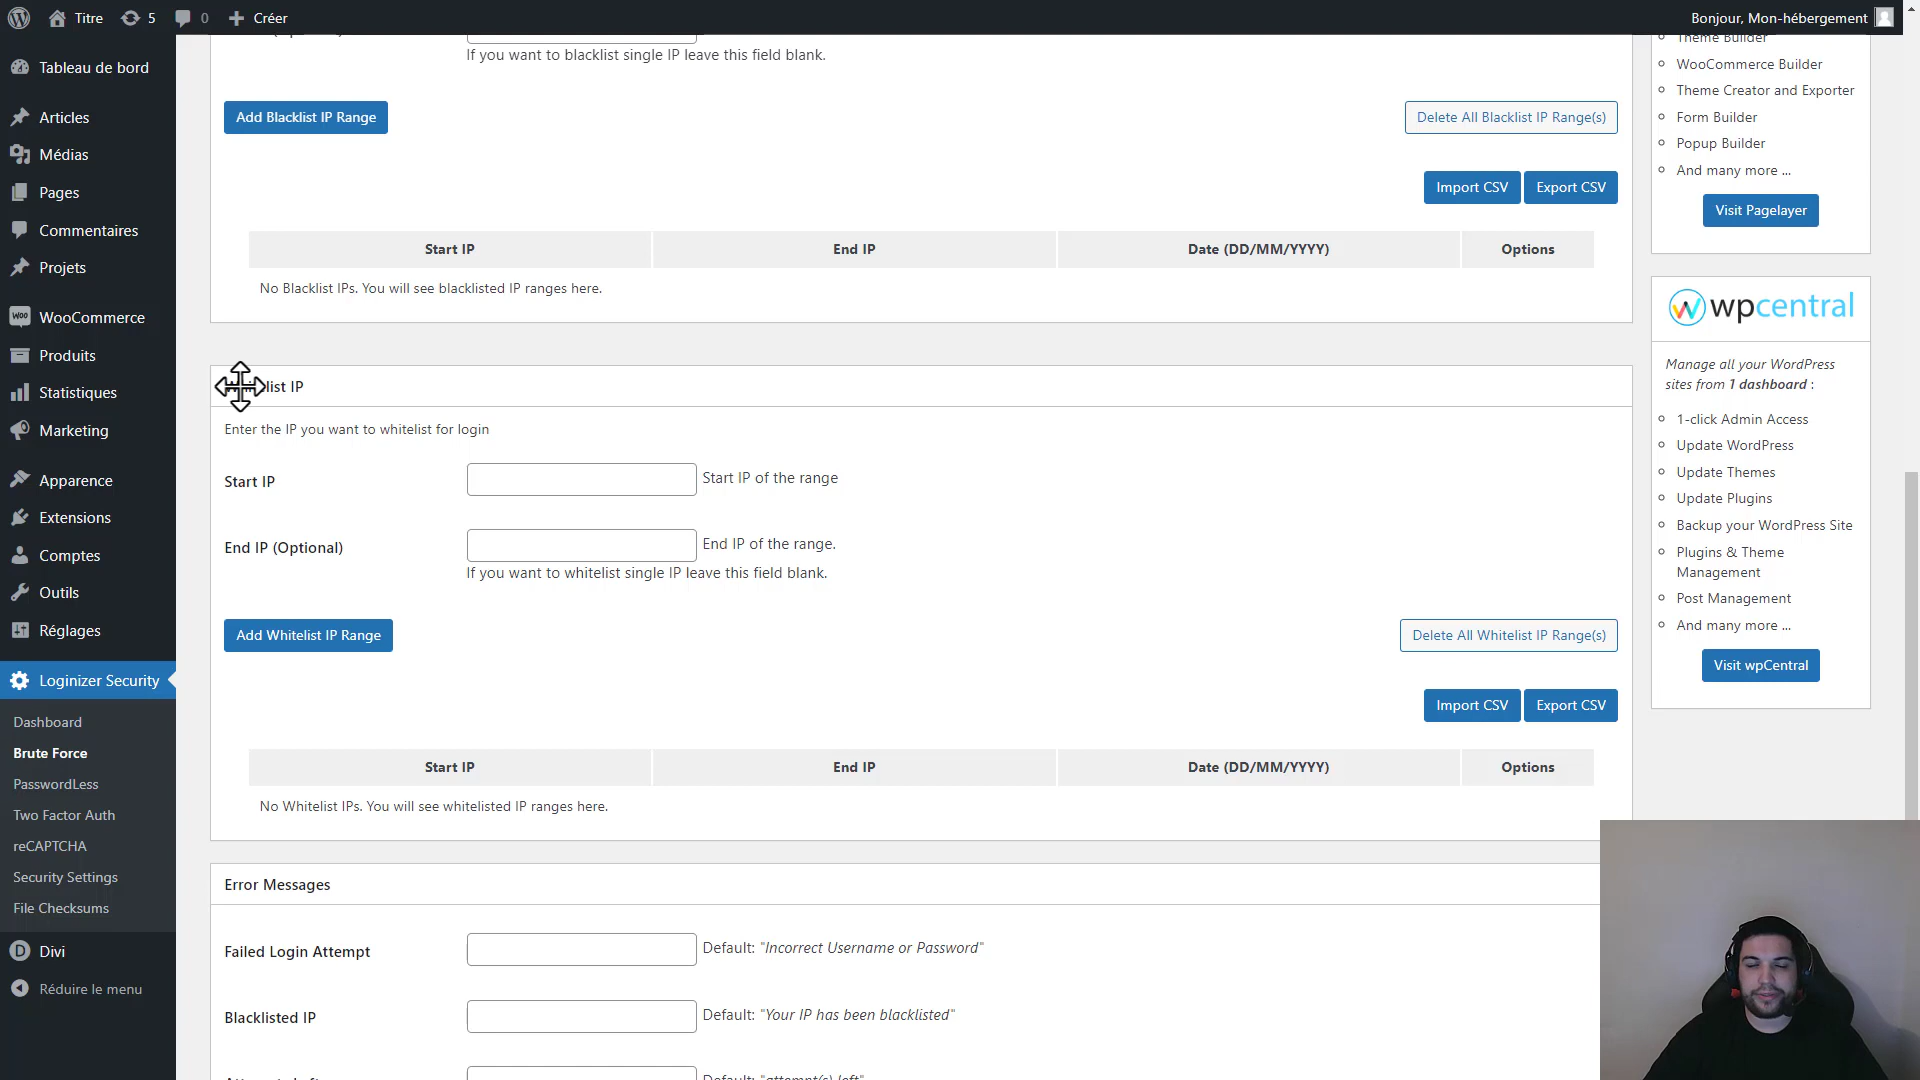 Titre
5
0
Créer
Bonjour, Mon-hébergement
Tableau de bord
Articles
Médias
Pages
Commentaires
Projets
WooCommerce
Produits
Statistiques
Marketing
Apparence
Extensions
Comptes
Outils
Réglages
Loginizer Security
Dashboard
Brute Force
PasswordLess
Two Factor Auth
reCAPTCHA
Security Settings
File Checksums
Divi
Réduire le menu
If you want to blacklist single IP leave this field blank.
Add Blacklist IP Range
Delete All Blacklist IP Range(s)
Import CSV
Export CSV
Start IP
End IP
Date (DD/MM/YYYY)
Options
No Blacklist IPs. You will see blacklisted IP ranges here.
list IP
Enter the IP you want to whitelist for login
Start IP
Start IP of the range
End IP (Optional)
End IP of the range.
If you want to whitelist single IP leave this field blank.
Add Whitelist IP Range
Delete All Whitelist IP Range(s)
Import CSV
Export CSV
Start IP
End IP
Date (DD/MM/YYYY)
Options
No Whitelist IPs. You will see whitelisted IP ranges here.
Error Messages
Failed Login Attempt
Default: "Incorrect Username or Password"
Blacklisted IP
Default: "Your IP has been blacklisted"
Default: "attempt(s) left"
Theme Builder
WooCommerce Builder
Theme Creator and Exporter
Form Builder
Popup Builder
And many more ...
Visit Pagelayer
wpcentral
Manage all your WordPress
sites from 1 dashboard :
1-click Admin Access
Update WordPress
Update Themes
Update Plugins
Backup your WordPress Site
Plugins & Theme
Management
Post Management
And many more ...
Visit wpCentral